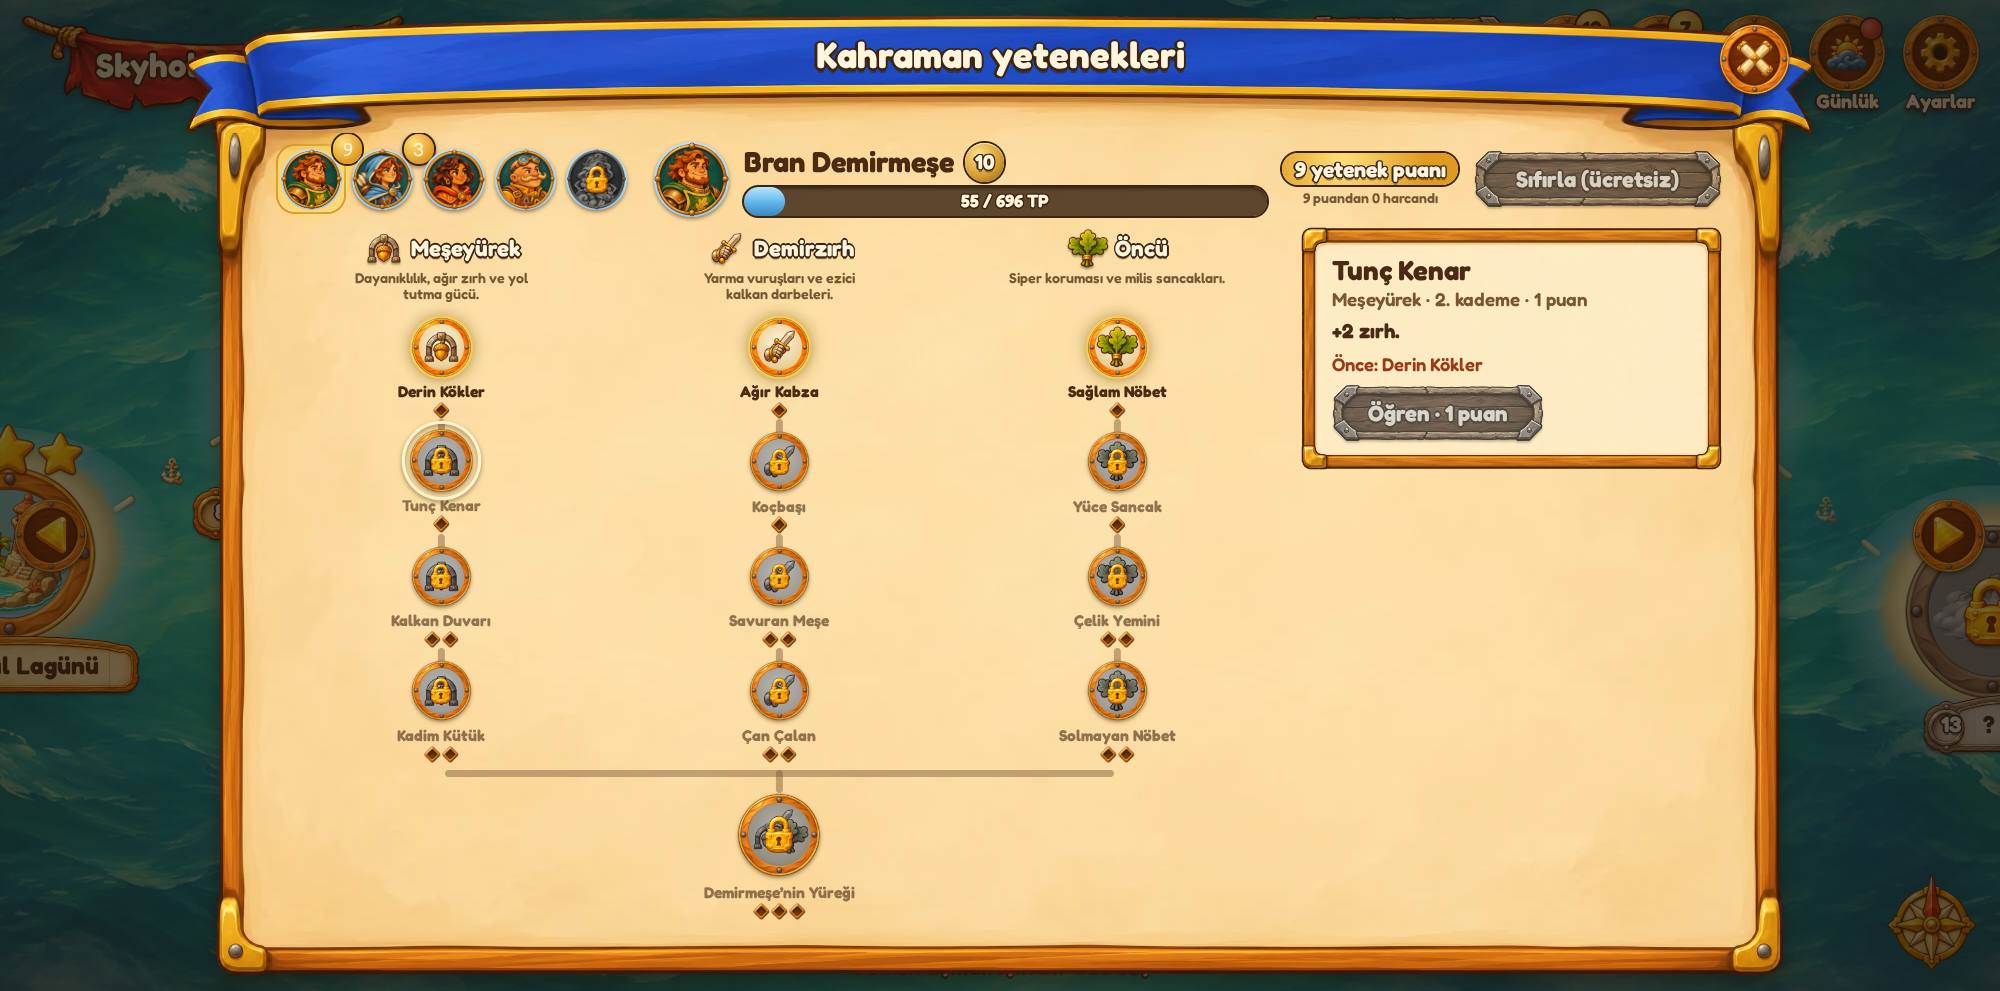 Kahraman yetenekleri
Günlük
Ayarlar
9
3
Bran Demirmeşe 10
55 / 696 TP
9 yetenek puanı
9 puandan 0 harcandı
Sıfırla (ücretsiz)
Meşeyürek
Dayanıklılık, ağır zırh ve yol
tutma gücü.
Demirzırh
Yarma vuruşları ve ezici
kalkan darbeleri.
Öncü
Siper koruması ve milis sancakları.
Tunç Kenar
Meşeyürek · 2. kademe · 1 puan
+2 zırh.
Önce: Derin Kökler
Öğren · 1 puan
Derin Kökler
Ağır Kabza
Sağlam Nöbet
Tunç Kenar
Koçbaşı
Yüce Sancak
Kalkan Duvarı
Savuran Meşe
Çelik Yemini
Kadim Kütük
Çan Çalan
Solmayan Nöbet
Demirmeşe'nin Yüreği
Lagünü
13 ?